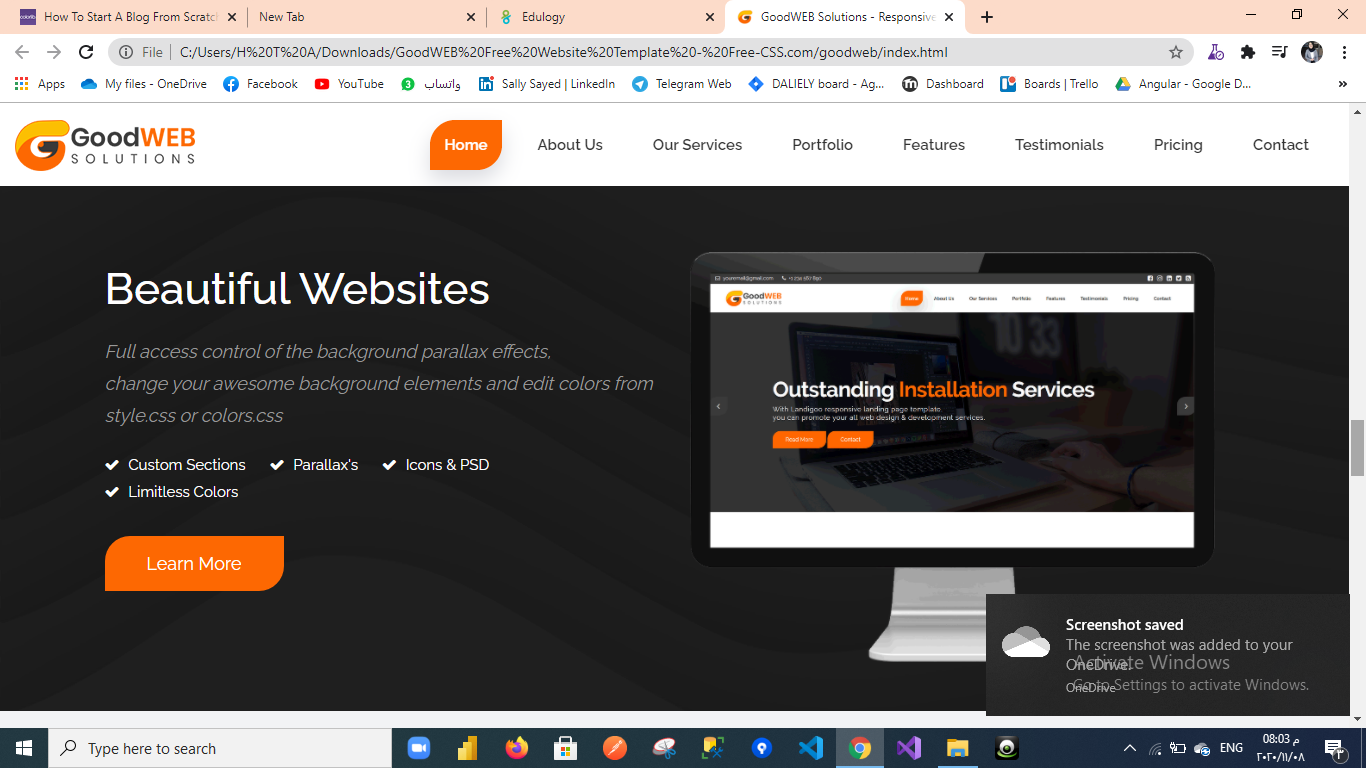 How To Start A Blog From Scratch
New Tab
Edulogy
GoodWEB Solutions - Responsive
File | C:/Users/H%20T%20A/Downloads/GoodWEB%20Free%20Website%20Template%20-%20Free-CSS.com/goodweb/index.html
Apps
My files - OneDrive
Facebook
YouTube
3 واتساب
Sally Sayed | LinkedIn
Telegram Web
DALIELY board - Ag...
Dashboard
Boards | Trello
Angular - Google D...
GoodWEB
SOLUTIONS
Home
About Us
Our Services
Portfolio
Features
Testimonials
Pricing
Contact
Beautiful Websites
Full access control of the background parallax effects,
change your awesome background elements and edit colors from
style.css or colors.css
Custom Sections
Parallax's
Icons & PSD
Limitless Colors
Learn More
youremail@gmail.com
GoodWEB
SOLUTIONS
Home
About Us
Our Services
Portfolio
Features
Testimonials
Pricing
Contact
10 33
Outstanding Installation Services
With Landigoo responsive landing page template
you can promote your all web design & development services.
Read More
Contact
Screenshot saved
The screenshot was added to your
OneDrive.
OneDrive
Activate Windows
Go to Settings to activate Windows.
Type here to search
ENG
08:03 م
٢٠٢٠/١١/٠٨
٣